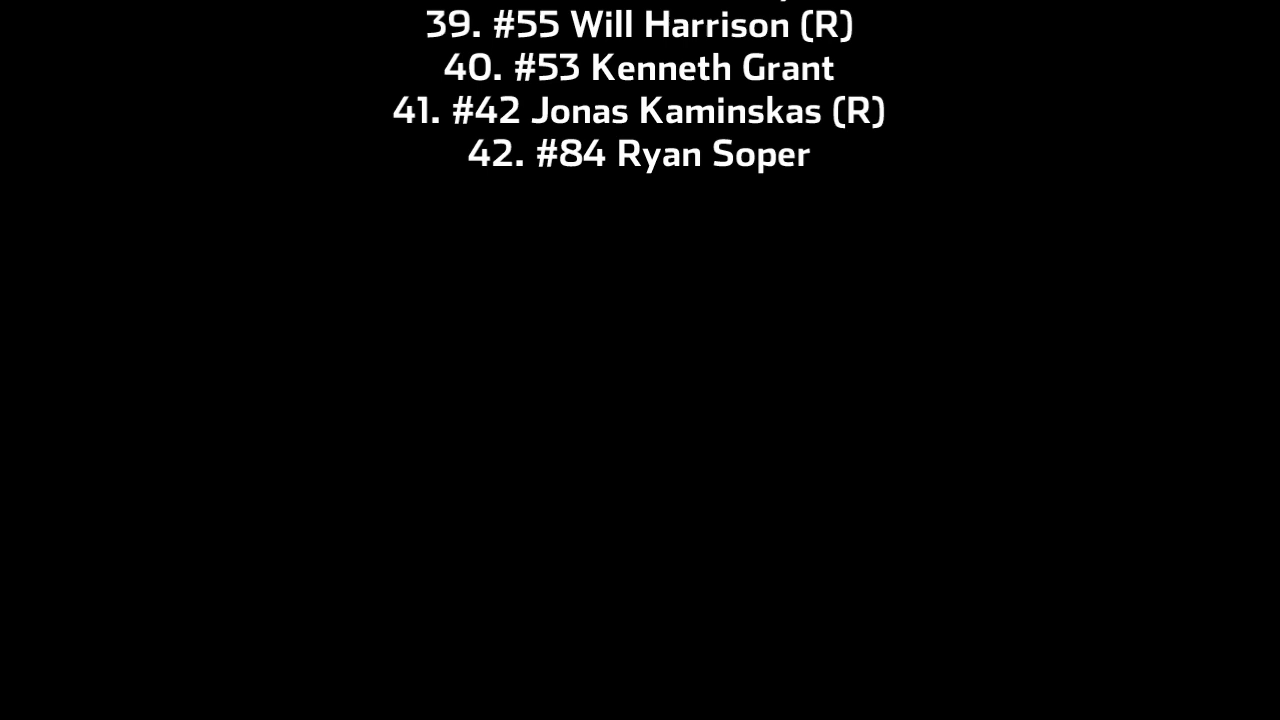 39. #55 Will Harrison (R)
40. #53 Kenneth Grant
41. #42 Jonas Kaminskas (R)
42. #84 Ryan Soper